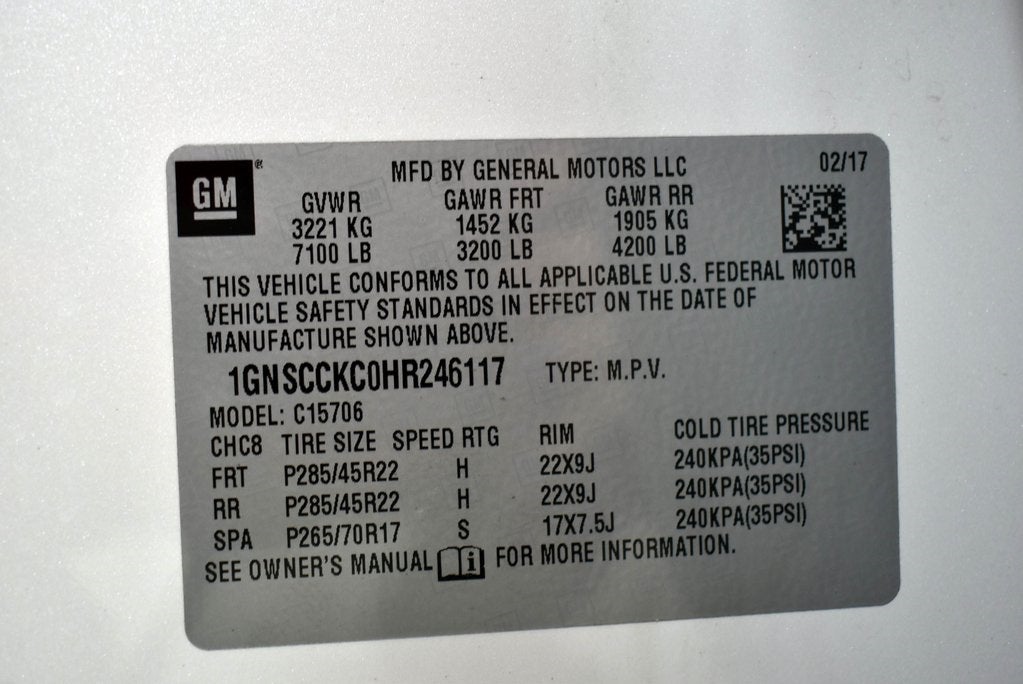 GM ®
MFD BY GENERAL MOTORS LLC 02/17
GVWR GAWR FRT GAWR RR
3221 KG 1452 KG 1905 KG
7100 LB 3200 LB 4200 LB
THIS VEHICLE CONFORMS TO ALL APPLICABLE U.S. FEDERAL MOTOR
VEHICLE SAFETY STANDARDS IN EFFECT ON THE DATE OF
MANUFACTURE SHOWN ABOVE.
1GNSCCKC0HR246117 TYPE: M.P.V.
MODEL: C15706
CHC8 TIRE SIZE SPEED RTG RIM COLD TIRE PRESSURE
FRT P285/45R22 H 22X9J 240KPA(35PSI)
RR P285/45R22 H 22X9J 240KPA(35PSI)
SPA P265/70R17 S 17X7.5J 240KPA(35PSI)
SEE OWNER'S MANUAL i FOR MORE INFORMATION.